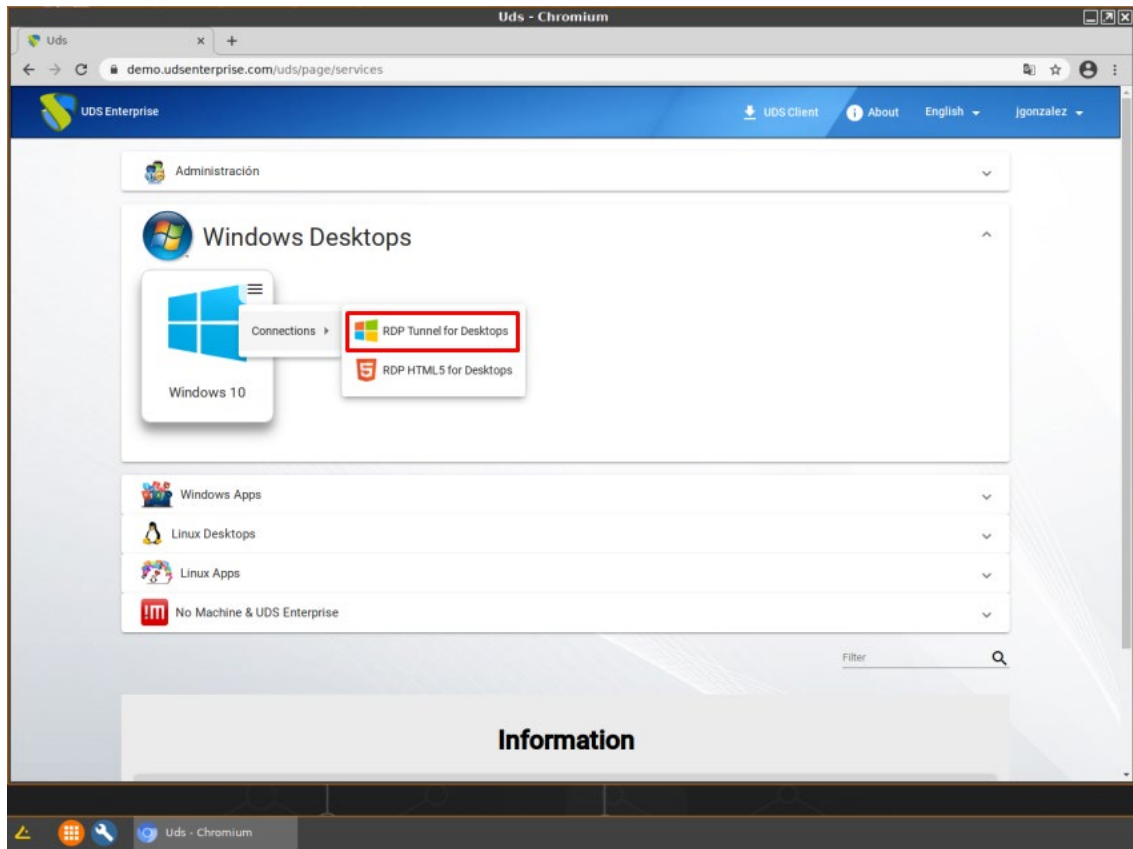 Uds - Chromium
Uds
demo.udsenterprise.com/uds/page/services
UDS Enterprise
UDS Client
About
English
jgonzalez
Administración
Windows Desktops
Connections
RDP Tunnel for Desktops
RDP HTML5 for Desktops
Windows 10
Windows Apps
Linux Desktops
Linux Apps
No Machine & UDS Enterprise
Filter
Information
Uds - Chromium